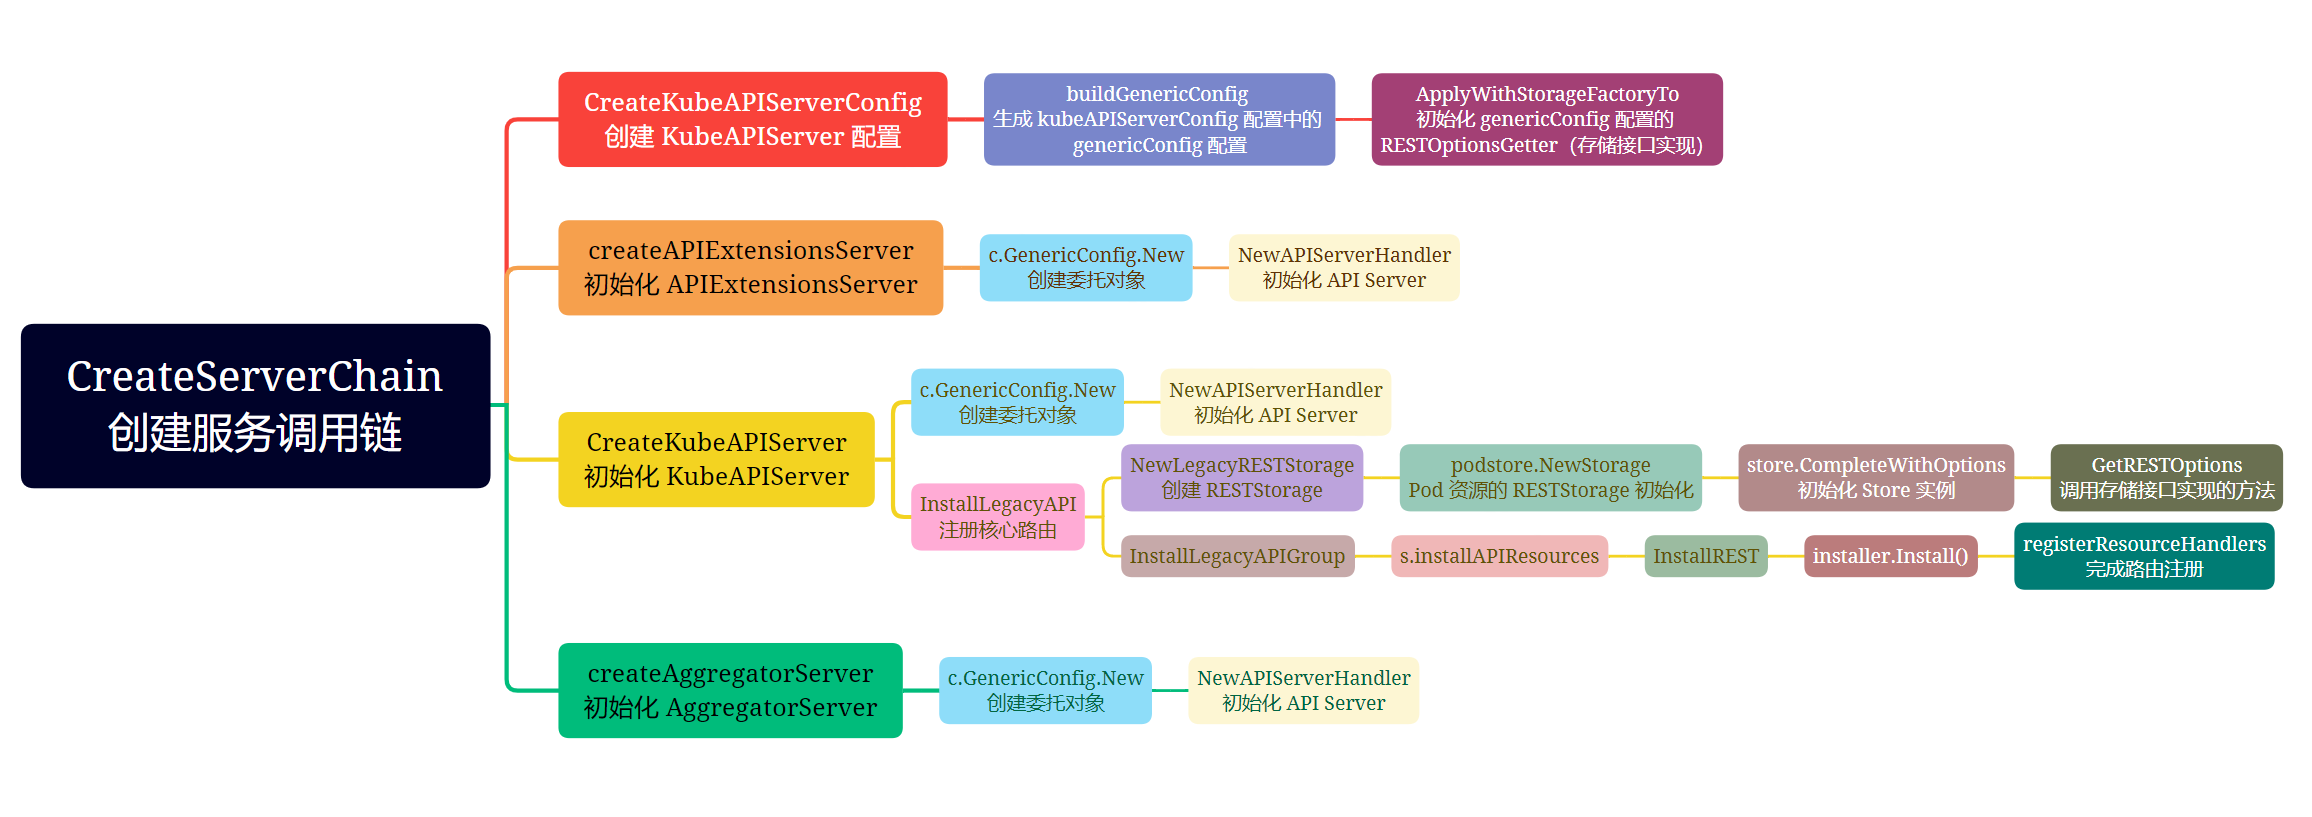 CreateServerChain
创建服务调用链
CreateKubeAPIServerConfig
创建 KubeAPIServer 配置
buildGenericConfig
生成 kubeAPIServerConfig 配置中的
genericConfig 配置
ApplyWithStorageFactoryTo
初始化 genericConfig 配置的
RESTOptionsGetter（存储接口实现）
createAPIExtensionsServer
初始化 APIExtensionsServer
c.GenericConfig.New
创建委托对象
NewAPIServerHandler
初始化 API Server
CreateKubeAPIServer
初始化 KubeAPIServer
c.GenericConfig.New
创建委托对象
NewAPIServerHandler
初始化 API Server
InstallLegacyAPI
注册核心路由
NewLegacyRESTStorage
创建 RESTStorage
podstore.NewStorage
Pod 资源的 RESTStorage 初始化
store.CompleteWithOptions
初始化 Store 实例
GetRESTOptions
调用存储接口实现的方法
InstallLegacyAPIGroup
s.installAPIResources
InstallREST
installer.Install()
registerResourceHandlers
完成路由注册
createAggregatorServer
初始化 AggregatorServer
c.GenericConfig.New
创建委托对象
NewAPIServerHandler
初始化 API Server